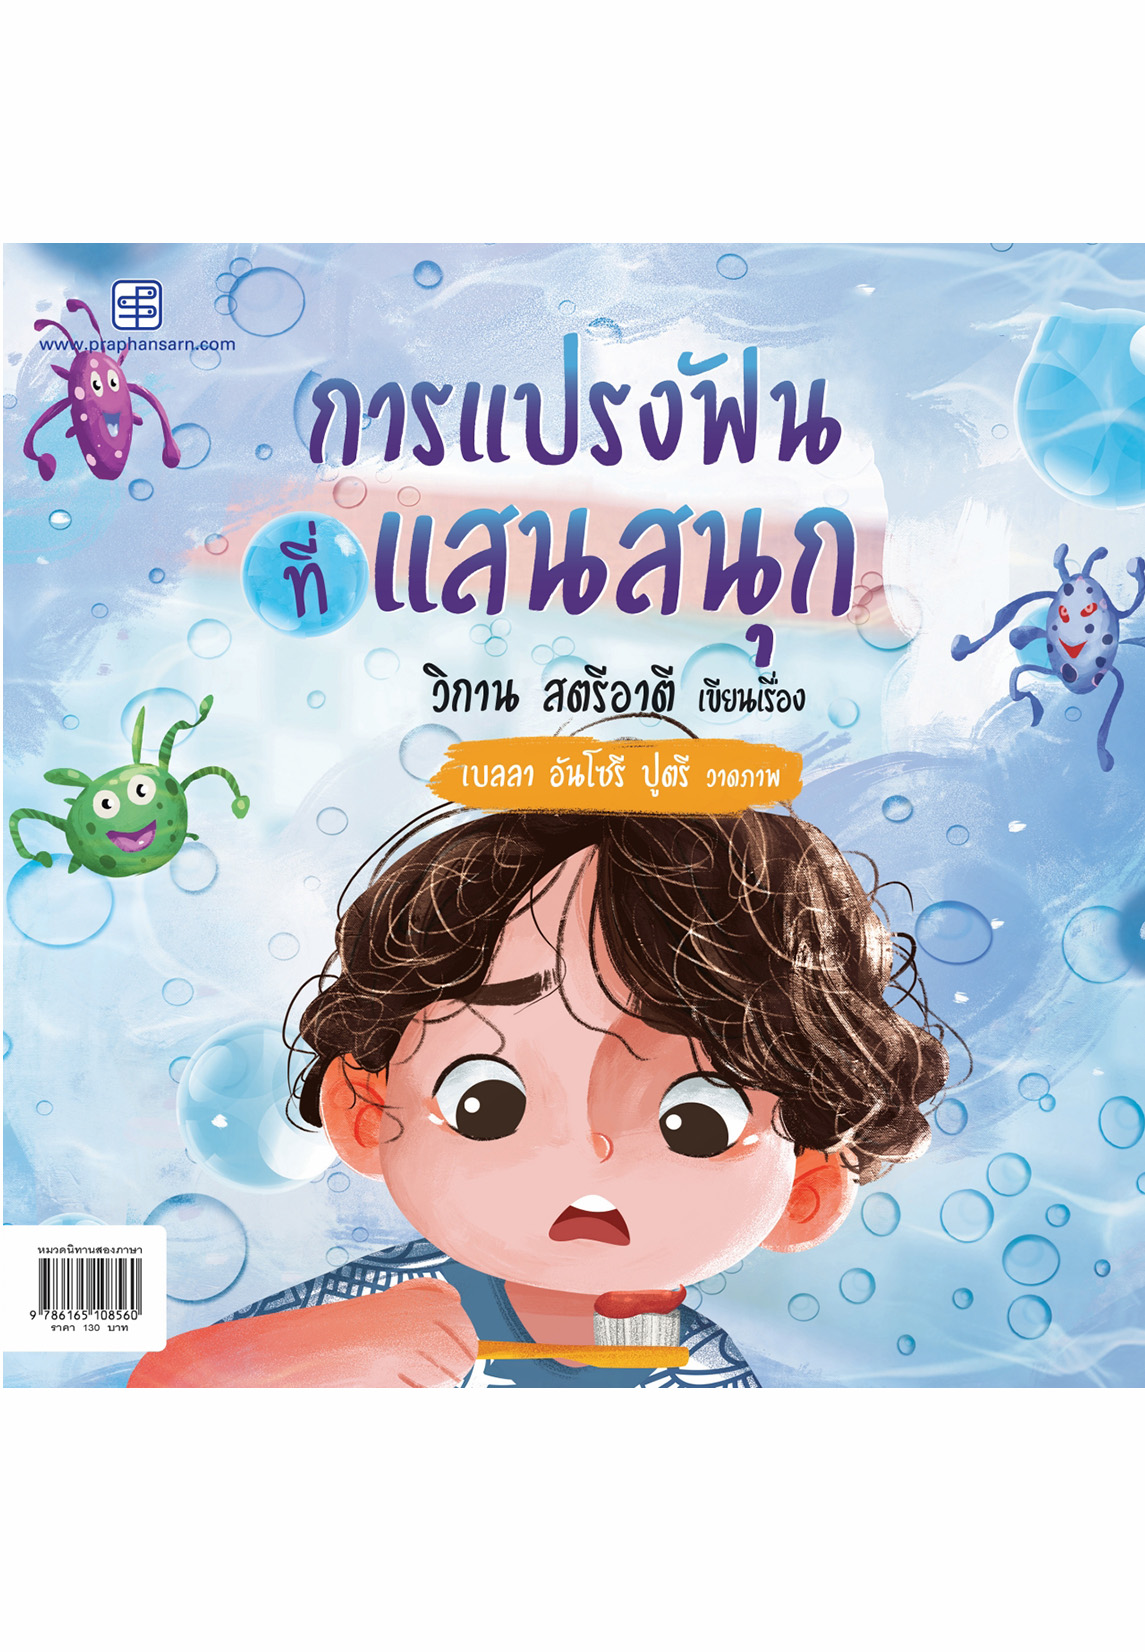 www.praphansarn.com
การแปรงฟัน
ที่ แสนสนุก
วิกาน สตรีอาตี เขียนเรื่อง
เบลลา อันโซรี ปูตรี วาดภาพ
หมวดนิทานสองภาษา
9 786165 108560
ราคา 130 บาท